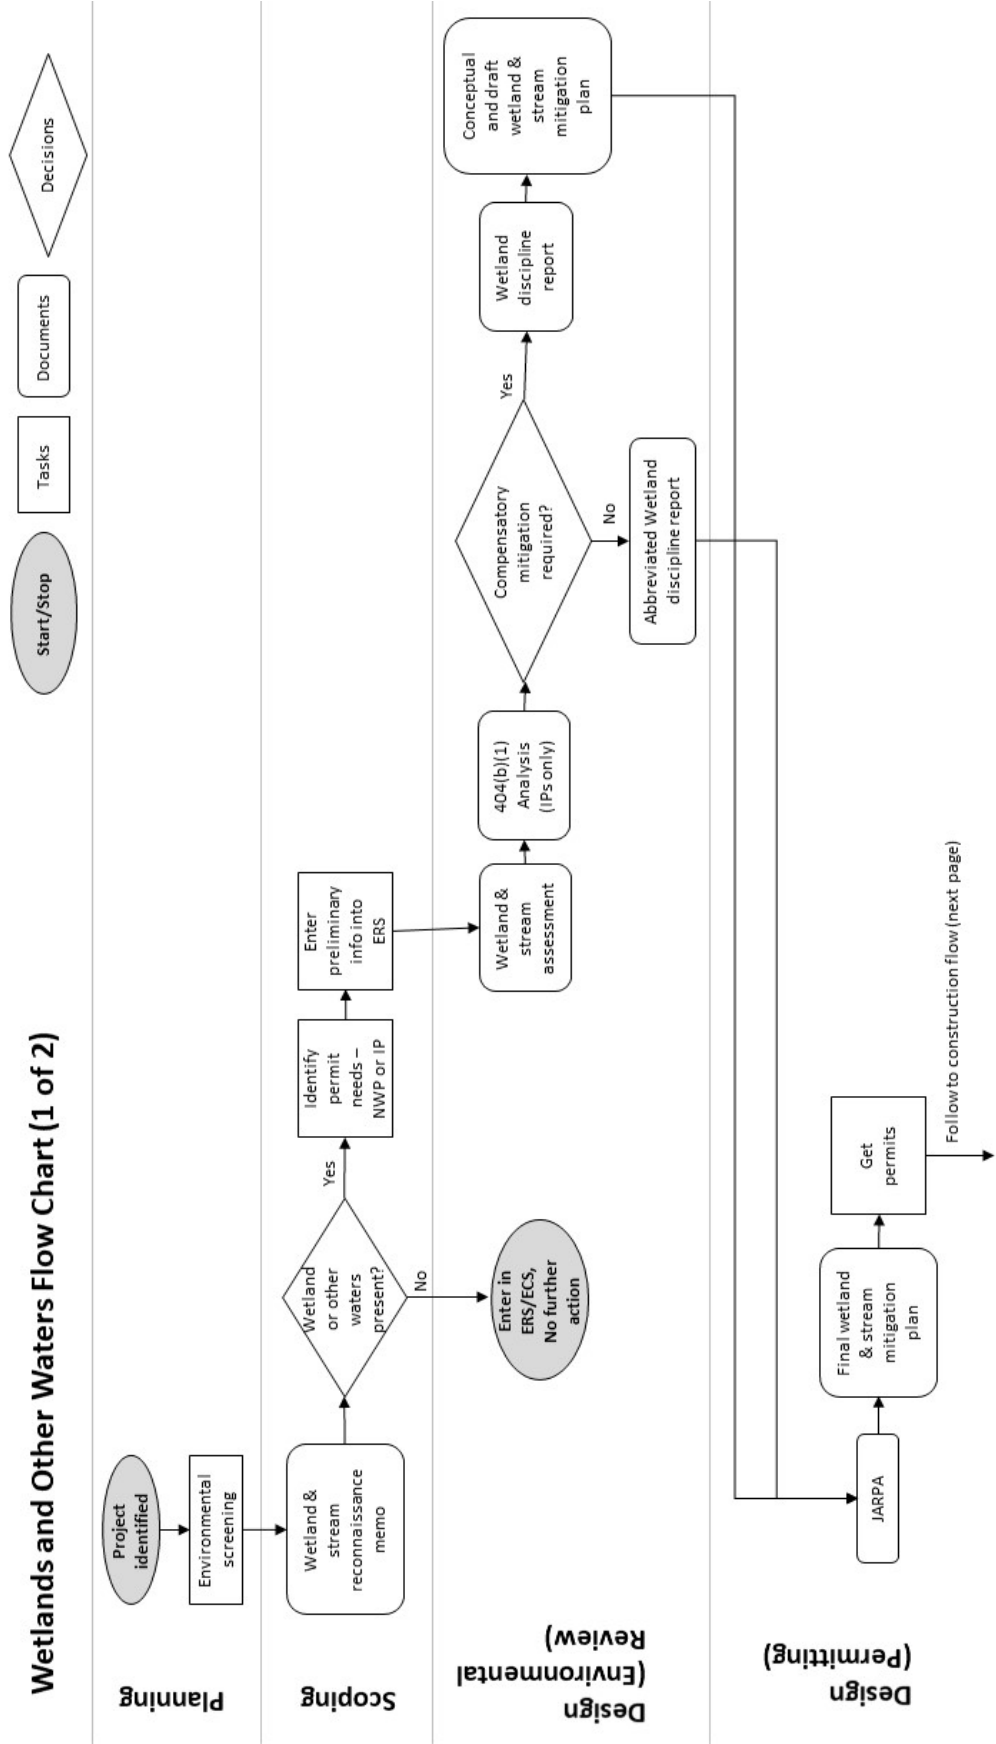 Wetlands and Other Waters Flow Chart (1 of 2)
Start/Stop
Tasks
Documents
Decisions
Planning
Project
identified
Environmental
screening
Scoping
Wetland &
stream
reconnaissance
memo
Wetland
or other
waters
present?
Yes
No
Identify
permit
needs –
NWP or IP
Enter
preliminary
info into
ERS
Design
(Environmental
Review)
Enter in
ERS/ECS,
No further
action
Wetland &
stream
assessment
404(b)(1)
Analysis
(IPs only)
Compensatory
mitigation
required?
Yes
No
Wetland
discipline
report
Conceptual
and draft
wetland &
stream
mitigation
plan
Abbreviated Wetland
discipline report
Design
(Permitting)
JARPA
Final wetland
& stream
mitigation
plan
Get
permits
Follow to construction flow (next page)